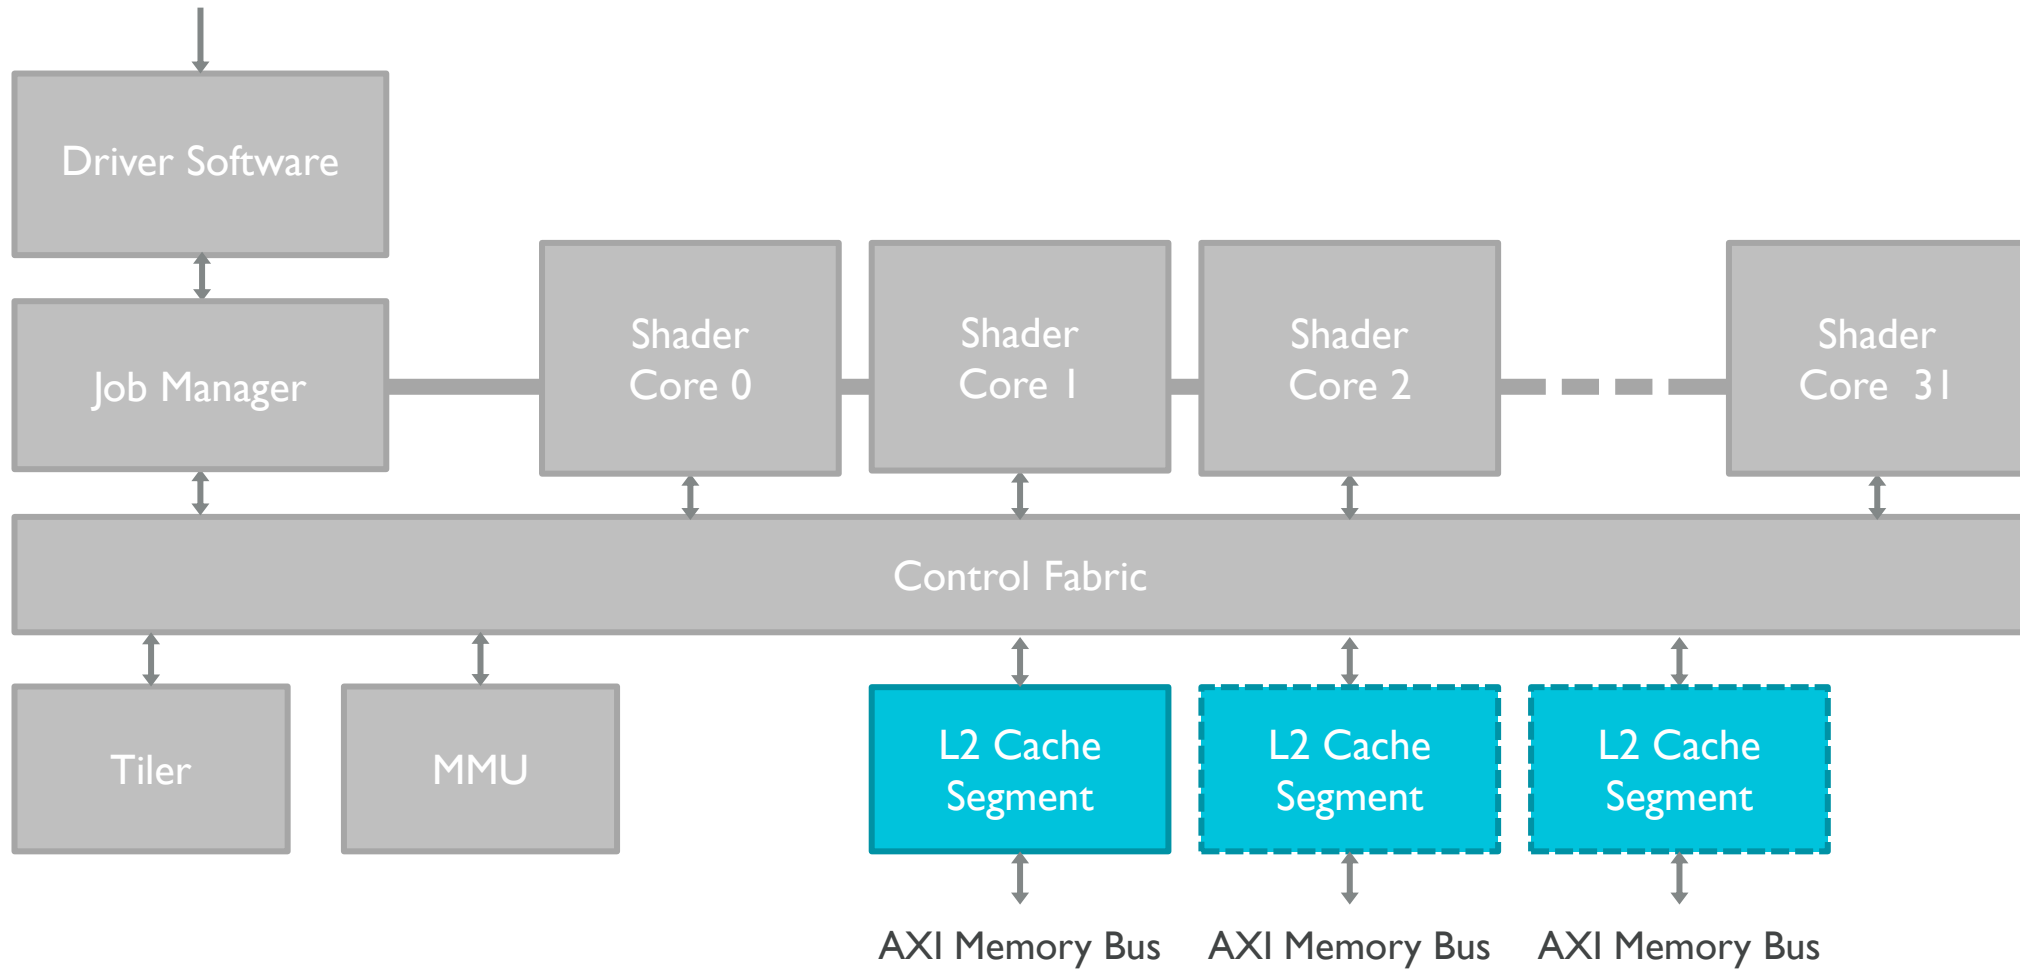 Driver Software
Job Manager
Shader
Core 0
Shader
Core 1
Shader
Core 2
Shader
Core 31
Control Fabric
Tiler
MMU
L2 Cache
Segment
L2 Cache
Segment
L2 Cache
Segment
AXI Memory Bus
AXI Memory Bus
AXI Memory Bus